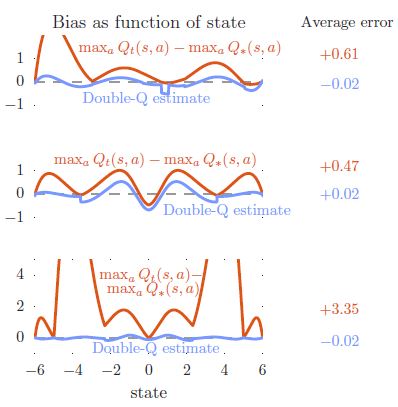 Bias as function of state
Average error
max_a Q_t(s, a) − max_a Q_*(s, a)
1
0
−1
Double-Q estimate
+0.61
−0.02
max_a Q_t(s, a) − max_a Q_*(s, a)
1
0
−1
Double-Q estimate
+0.47
+0.02
max_a Q_t(s, a)−
max_a Q_*(s, a)
4
2
0
Double-Q estimate
+3.35
−0.02
−6 −4 −2 0 2 4 6
state